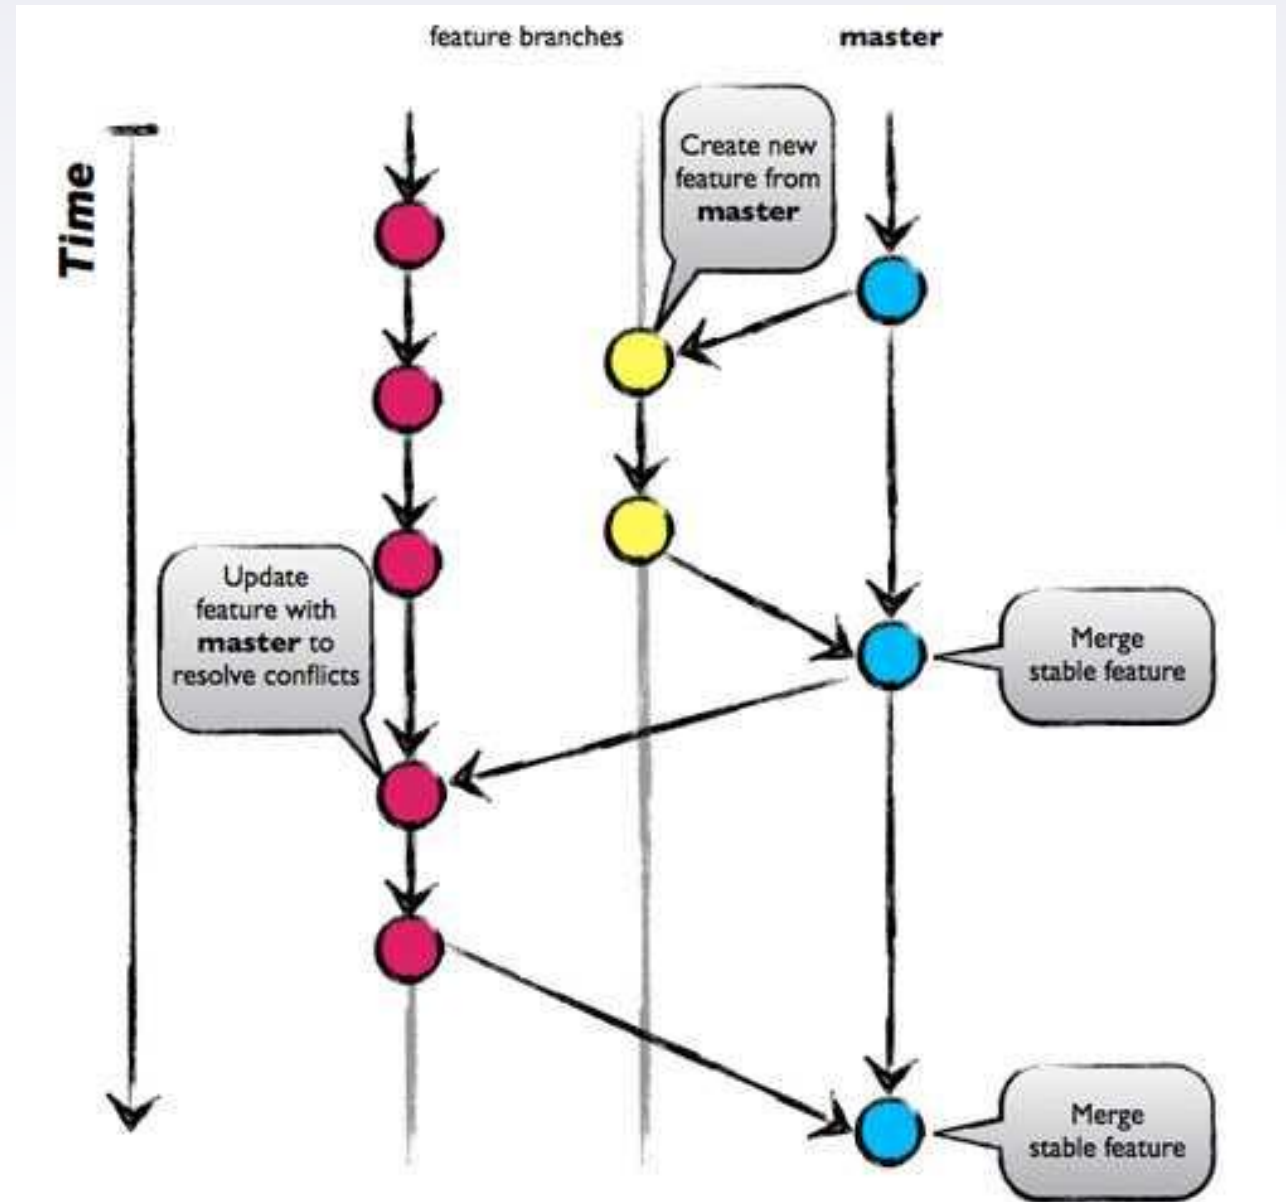 feature branches
master
Time
Create new
feature from
master
Update
feature with
master to
resolve conflicts
Merge
stable feature
Merge
stable feature